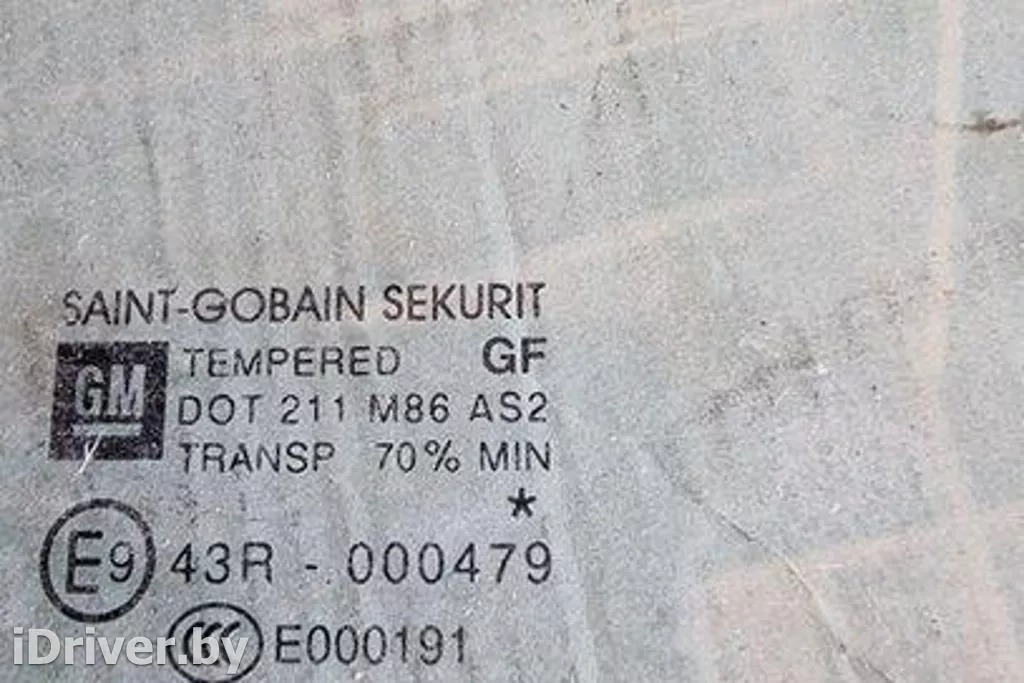 SAINT-GOBAIN SEKURIT
GM TEMPERED GF
DOT 211 M86 AS2
TRANSP 70% MIN
*
E9 43R - 000479
CCC E000191
iDriver.by